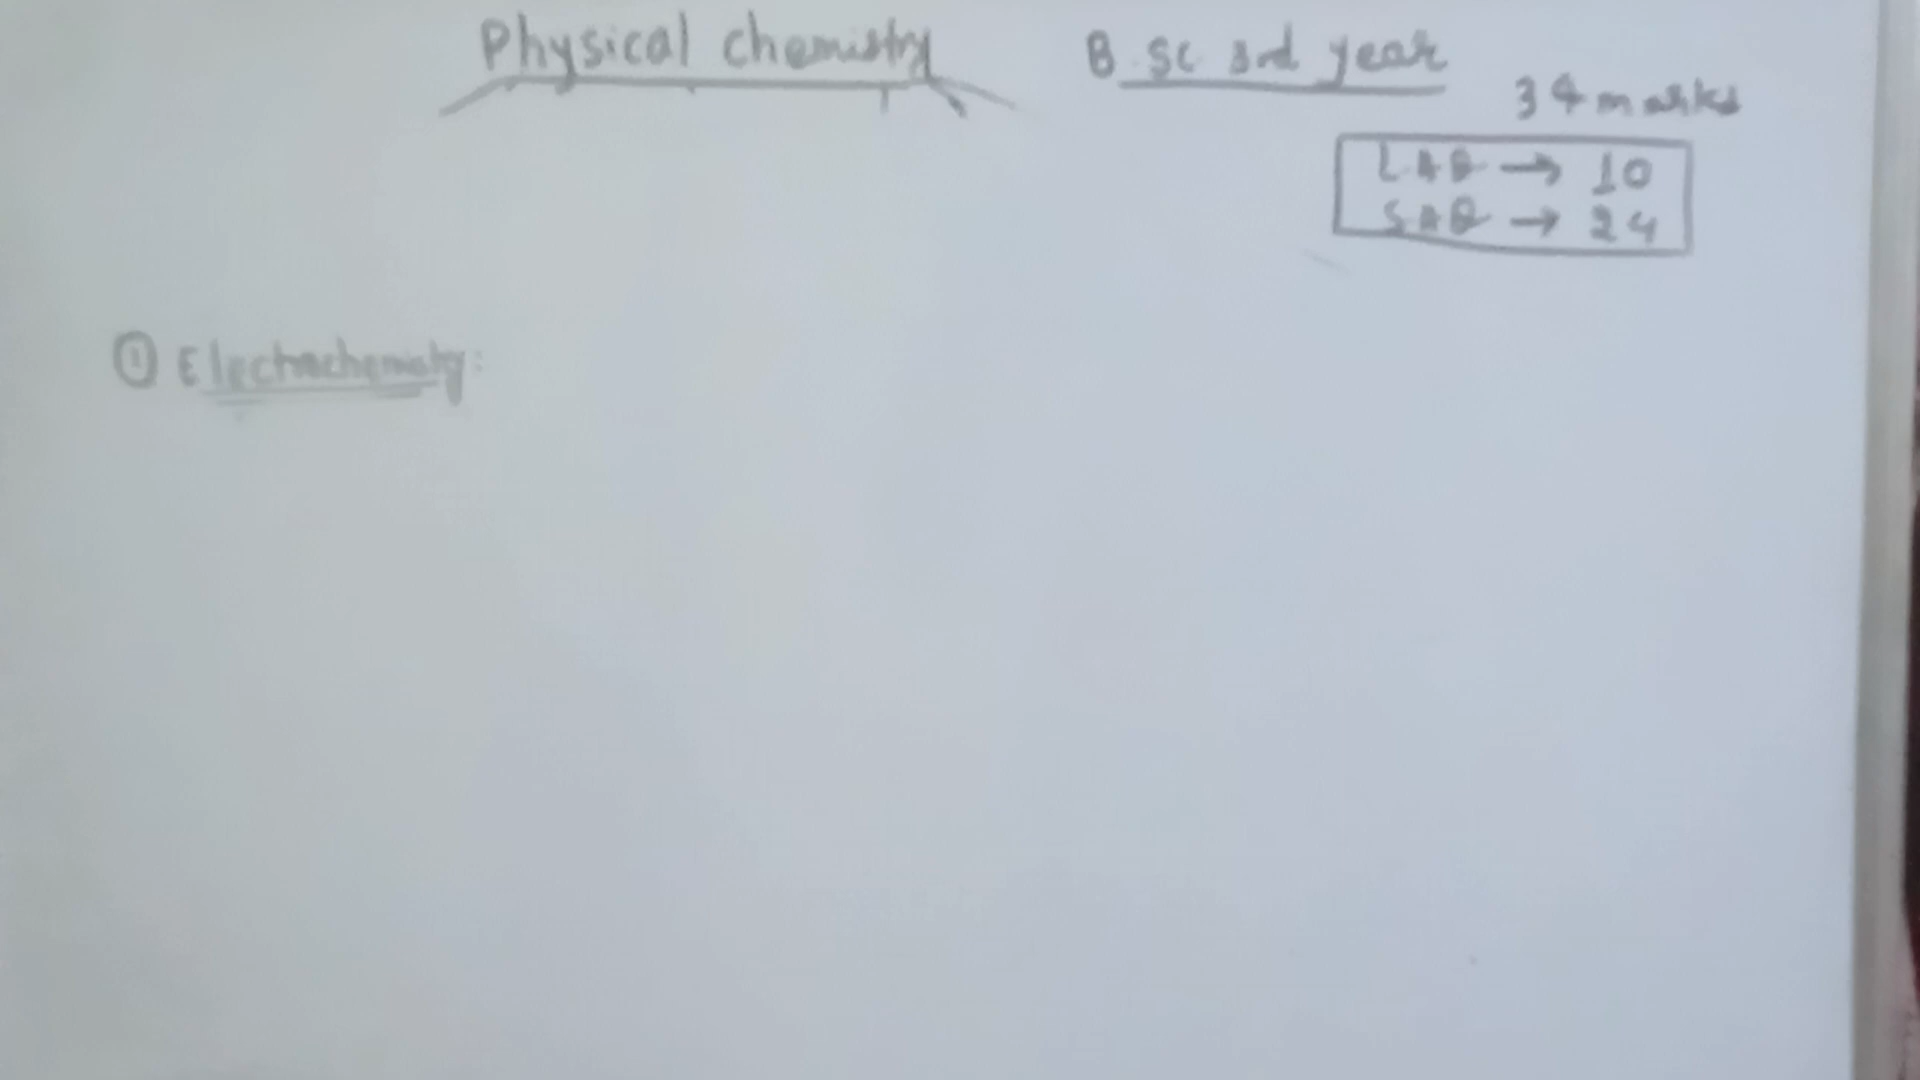 Physical chemistry B.Sc 3rd year
34 marks
LAQ → 10
SAQ → 24
① Electrochemistry: